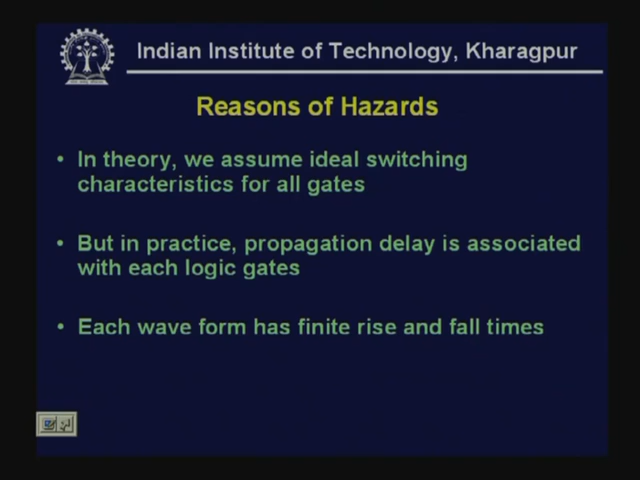 Indian Institute of Technology, Kharagpur
Reasons of Hazards
• In theory, we assume ideal switching
characteristics for all gates
• But in practice, propagation delay is associated
with each logic gates
• Each wave form has finite rise and fall times